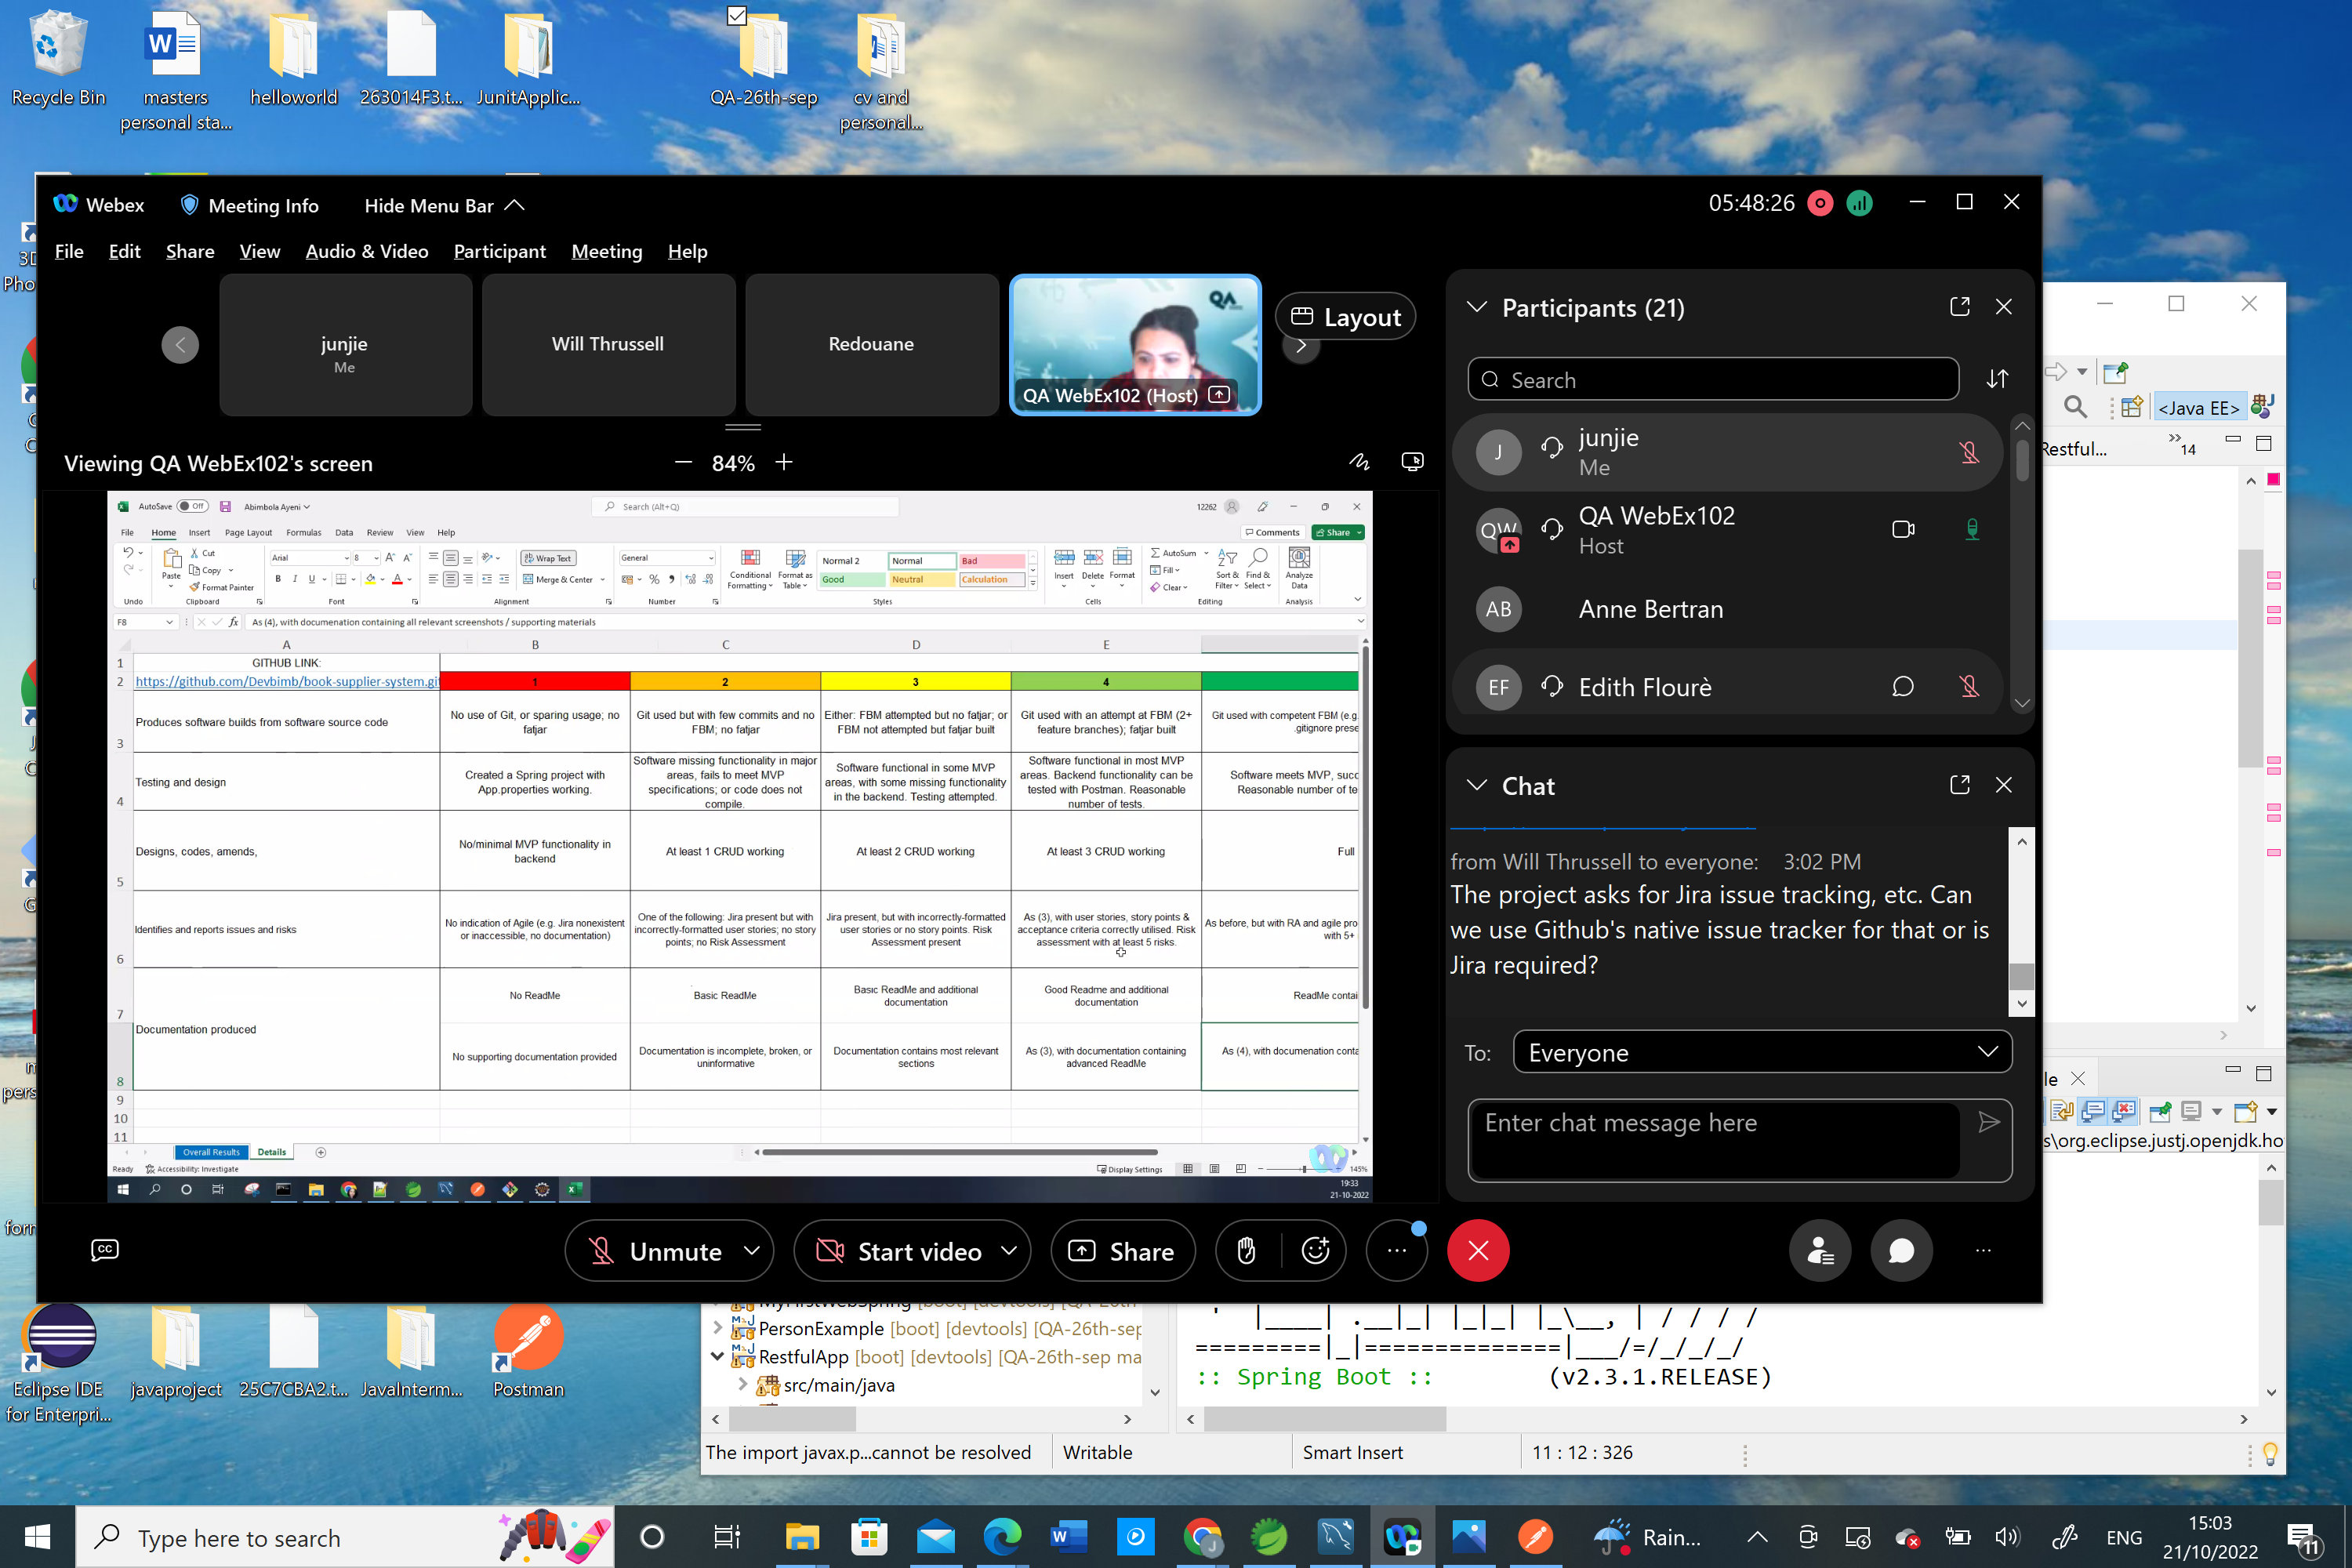 Recycle Bin
masters
personal sta...
helloworld
263014F3.t...
JunitApplic...
QA-26th-sep
cv and
personal...
Webex
Meeting Info
Hide Menu Bar
05:48:26
File Edit Share View Audio & Video Participant Meeting Help
junjie
Me
Will Thrussell
Redouane
QA
QA WebEx102 (Host)
Layout
Viewing QA WebEx102's screen
84%
AutoSave Off Abimbola Ayeni Search (Alt+Q) 12262
File Home Insert Page Layout Formulas Data Review View Help Comments Share
Undo
Paste
Cut
Copy
Format Painter
Clipboard
Arial 8
B I U
Font
Wrap Text
Merge & Center
Alignment
General
Number
Conditional
Formatting
Format as
Table
Normal 2 Normal Bad
Good Neutral Calculation
Styles
Insert Delete Format
Cells
AutoSum
Fill
Clear
Sort &
Filter
Find &
Select
Editing
Analyze
Data
Analysis
F8 fx As (4), with documenation containing all relevant screenshots / supporting materials
A B C D E
1 GITHUB LINK:
2 https://github.com/Devbimb/book-supplier-system.git 1 2 3 4
3 Produces software builds from software source code
No use of Git, or sparing usage; no
fatjar
Git used but with few commits and no
FBM; no fatjar
Either: FBM attempted but no fatjar; or
FBM not attempted but fatjar built
Git used with an attempt at FBM (2+
feature branches); fatjar built
Git used with competent FBM (e.g.
.gitignore prese
4 Testing and design
Created a Spring project with
App.properties working.
Software missing functionality in major
areas, fails to meet MVP
specifications; or code does not
compile.
Software functional in some MVP
areas, with some missing functionality
in the backend. Testing attempted.
Software functional in most MVP
areas. Backend functionality can be
tested with Postman. Reasonable
number of tests.
Software meets MVP, succ
Reasonable number of te
5 Designs, codes, amends,
No/minimal MVP functionality in
backend
At least 1 CRUD working
At least 2 CRUD working
At least 3 CRUD working
Full
6 Identifies and reports issues and risks
No indication of Agile (e.g. Jira nonexistent
or inaccessible, no documentation)
One of the following: Jira present but with
incorrectly-formatted user stories; no story
points; no Risk Assessment
Jira present, but with incorrectly-formatted
user stories or no story points. Risk
Assessment present
As (3), with user stories, story points &
acceptance criteria correctly utilised. Risk
assessment with at least 5 risks.
As before, but with RA and agile pro
with 5+
7 No ReadMe
Basic ReadMe
Basic ReadMe and additional
documentation
Good Readme and additional
documentation
ReadMe contai
Documentation produced
8 No supporting documentation provided
Documentation is incomplete, broken, or
uninformative
Documentation contains most relevant
sections
As (3), with documentation containing
advanced ReadMe
As (4), with documenation conta
9
10
11
Overall Results Details
Ready Accessibility: Investigate Display Settings 145%
19:33
21-10-2022
Participants (21)
Search
J
junjie
Me
QW
QA WebEx102
Host
AB
Anne Bertran
EF
Edith Flourè
Chat
from Will Thrussell to everyone: 3:02 PM
The project asks for Jira issue tracking, etc. Can
we use Github's native issue tracker for that or is
Jira required?
To: Everyone
Enter chat message here
CC
Unmute
Start video
Share
<Java EE>
Restful...
14
le
s\org.eclipse.justj.openjdk.ho
3D
Pho
pers
forn
Eclipse IDE
for Enterpri...
javaproject
25C7CBA2.t...
JavaInterm...
Postman
MyFirstWebSpring [boot] [devtools] [QA-26th
PersonExample [boot] [devtools] [QA-26th-sep
RestfulApp [boot] [devtools] [QA-26th-sep ma
src/main/java
' |____| .__|_| |_|_| |_\__, | / / / /
=========|_|==============|___/=/_/_/_/
:: Spring Boot :: (v2.3.1.RELEASE)
The import javax.p...cannot be resolved
Writable
Smart Insert
11 : 12 : 326
Type here to search
Rain...
ENG
15:03
21/10/2022
11